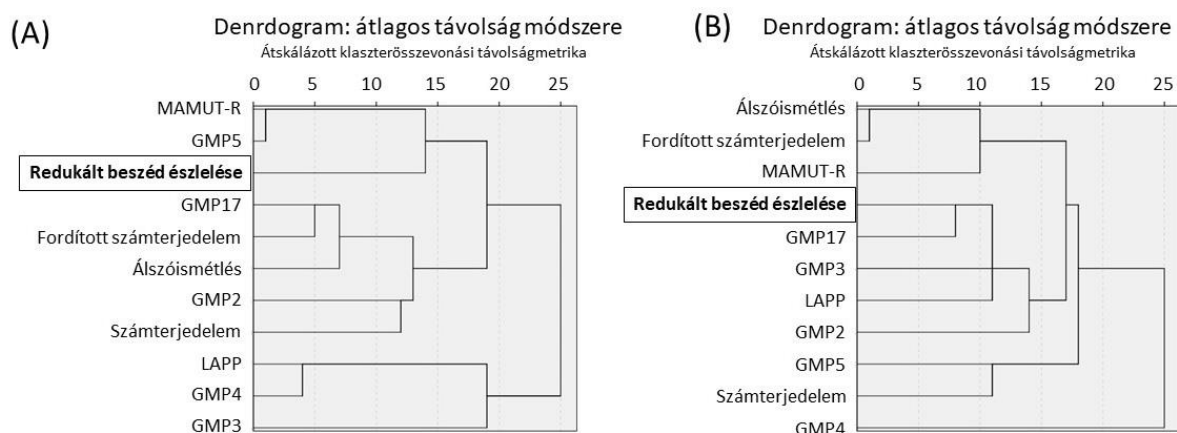 (A)
Denrdogram: átlagos távolság módszere
Átskálázott klaszterösszevonási távolságmetrika
0 5 10 15 20 25
MAMUT-R
GMP5
Redukált beszéd észlelése
GMP17
Fordított számterjedelem
Álszóismétlés
GMP2
Számterjedelem
LAPP
GMP4
GMP3
(B)
Denrdogram: átlagos távolság módszere
Átskálázott klaszterösszevonási távolságmetrika
0 5 10 15 20 25
Álszóismétlés
Fordított számterjedelem
MAMUT-R
Redukált beszéd észlelése
GMP17
GMP3
LAPP
GMP2
GMP5
Számterjedelem
GMP4